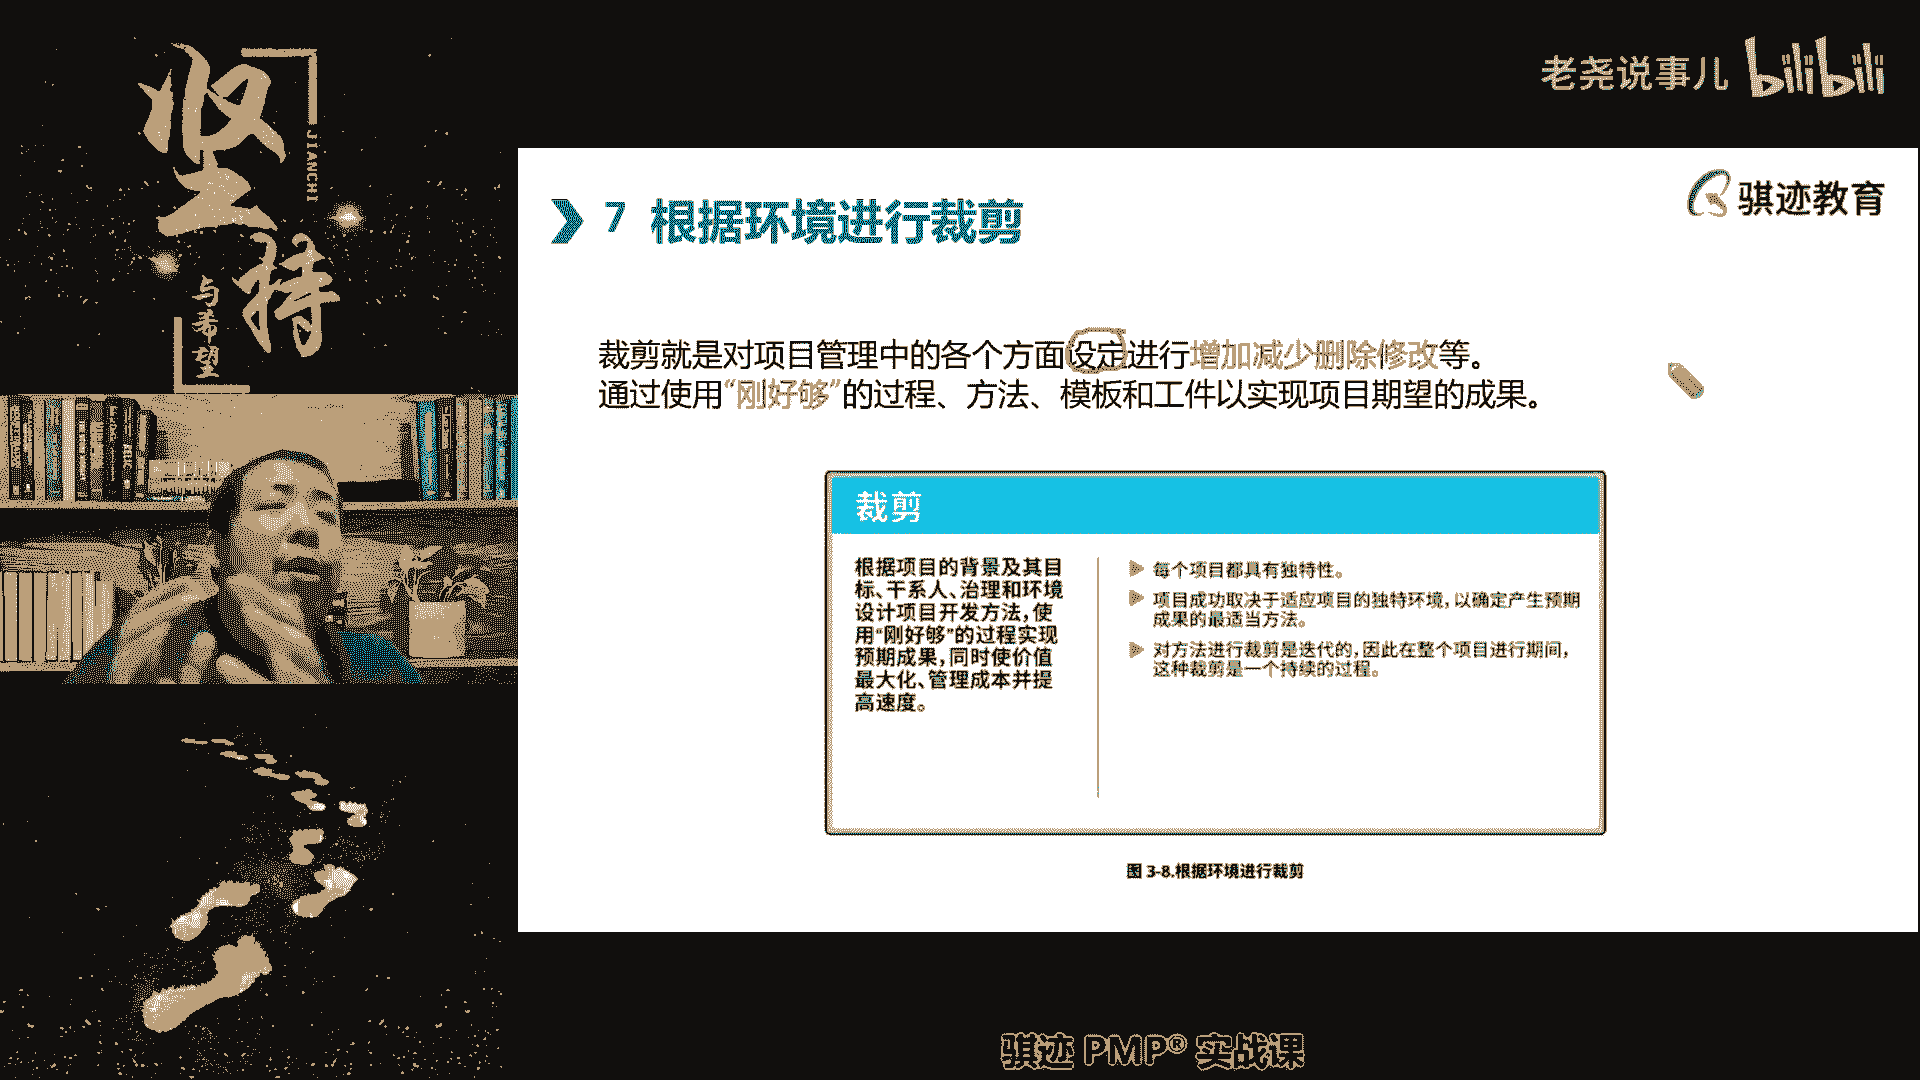 坚持
JIANCHI
与希望
老尧说事儿 bilibili
骐迹教育
7 根据环境进行裁剪
裁剪就是对项目管理中的各个方面设定进行增加减少删除修改等。
通过使用“刚好够”的过程、方法、模板和工件以实现项目期望的成果。
裁剪
根据项目的背景及其目
标、干系人、治理和环境
设计项目开发方法,使
用“刚好够”的过程实现
预期成果,同时使价值
最大化、管理成本并提
高速度。
每个项目都具有独特性。
项目成功取决于适应项目的独特环境,以确定产生预期
成果的最适当方法。
对方法进行裁剪是迭代的,因此在整个项目进行期间,
这种裁剪是一个持续的过程。
图 3-8.根据环境进行裁剪
骐迹 PMP® 实战课